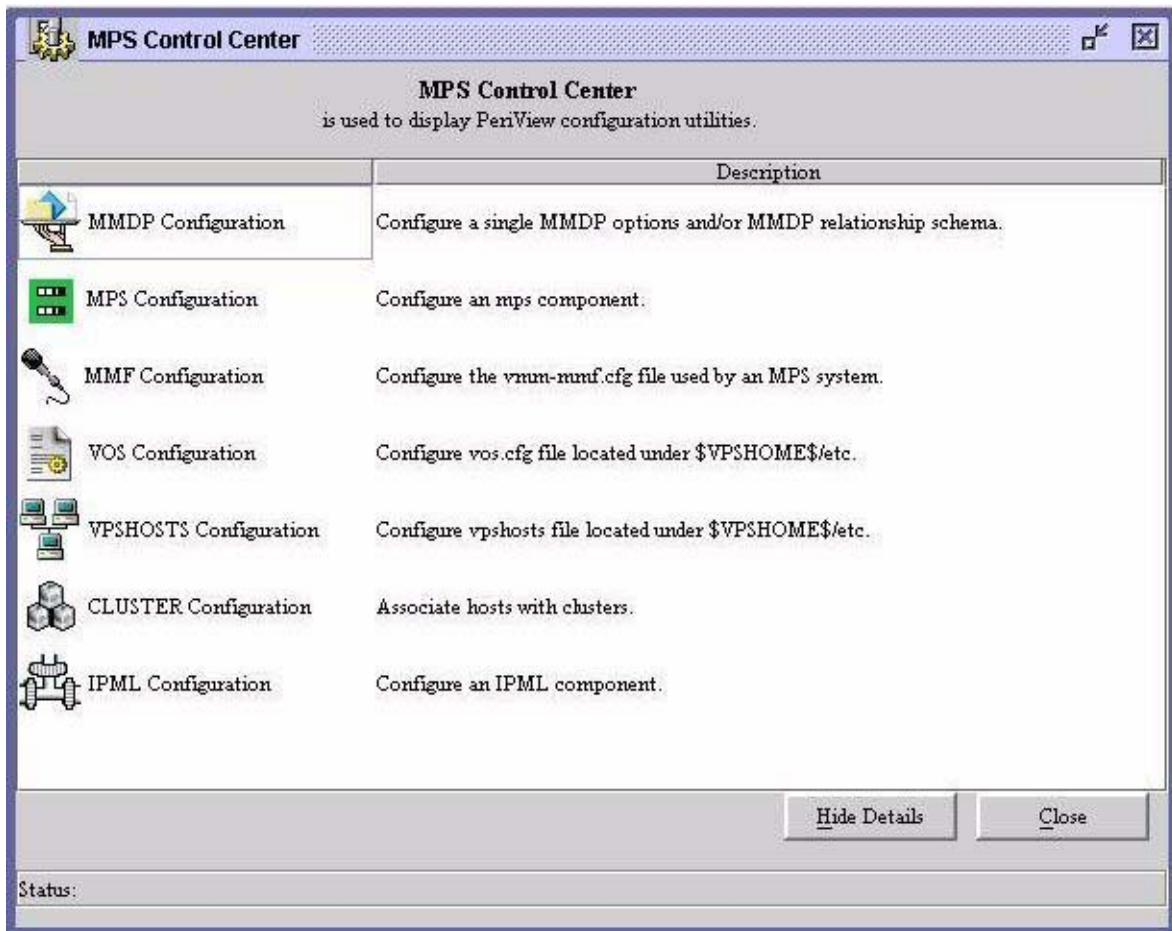 MPS Control Center
MPS Control Center
is used to display PeriView configuration utilities.
Description
MMDP Configuration Configure a single MMDP options and/or MMDP relationship schema.
MPS Configuration Configure an mps component.
MMF Configuration Configure the vmm-mmf.cfg file used by an MPS system.
VOS Configuration Configure vos.cfg file located under $VPSHOME$/etc.
VPSHOSTS Configuration Configure vpshosts file located under $VPSHOME$/etc.
CLUSTER Configuration Associate hosts with clusters.
IPML Configuration Configure an IPML component.
Hide Details Close
Status: